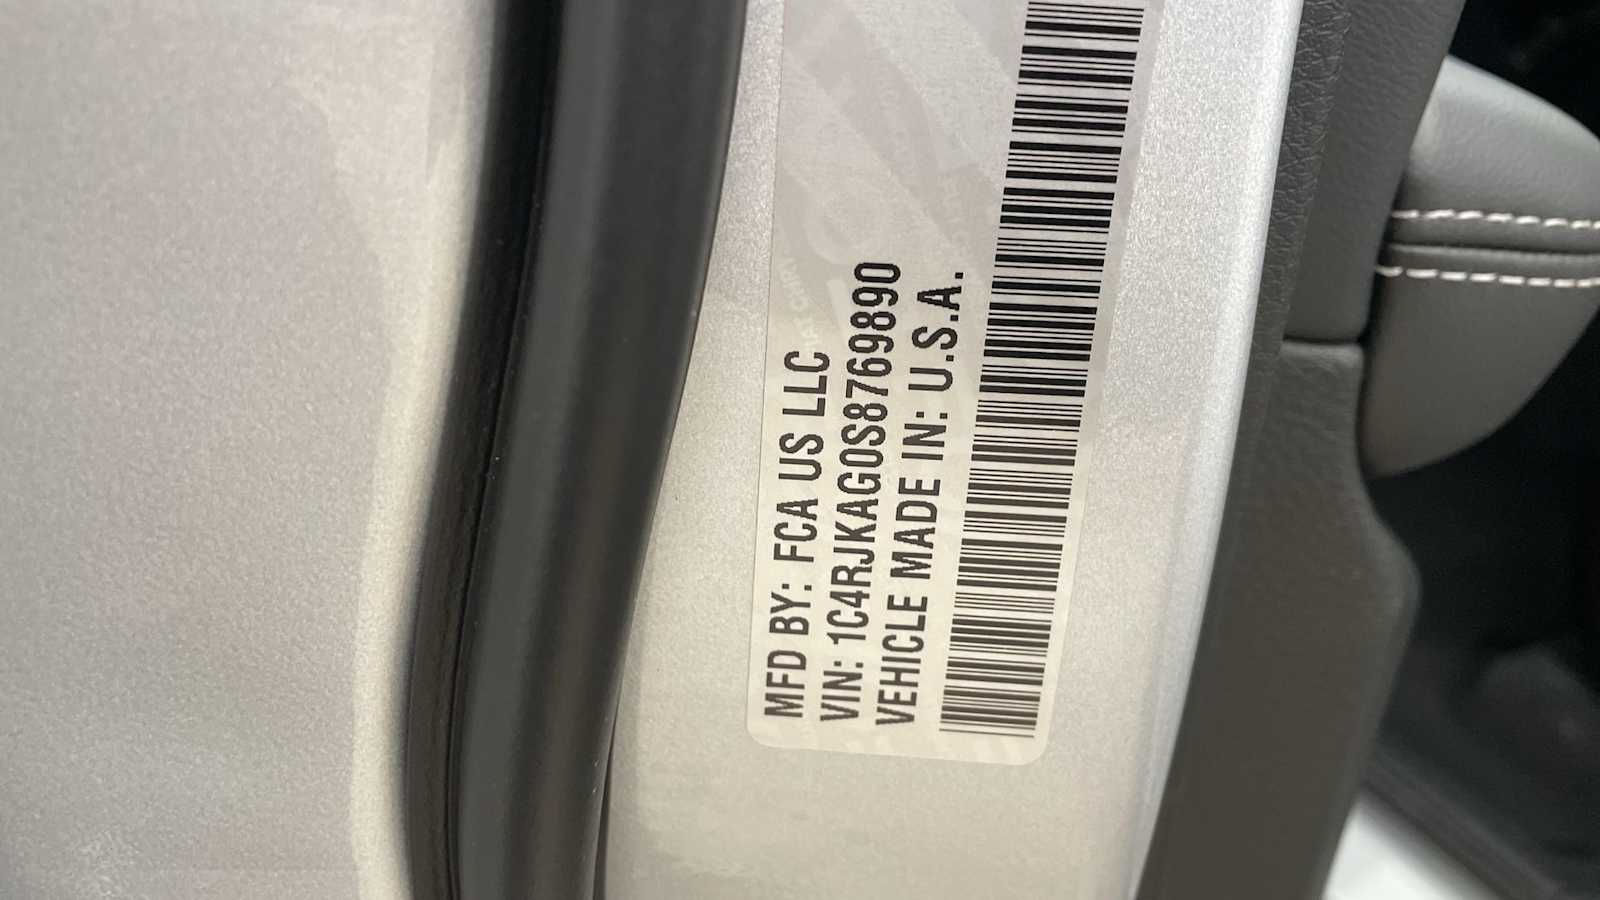 MFD BY: FCA US LLC
VIN: 1C4RJKAG0S8769890
VEHICLE MADE IN: U.S.A.